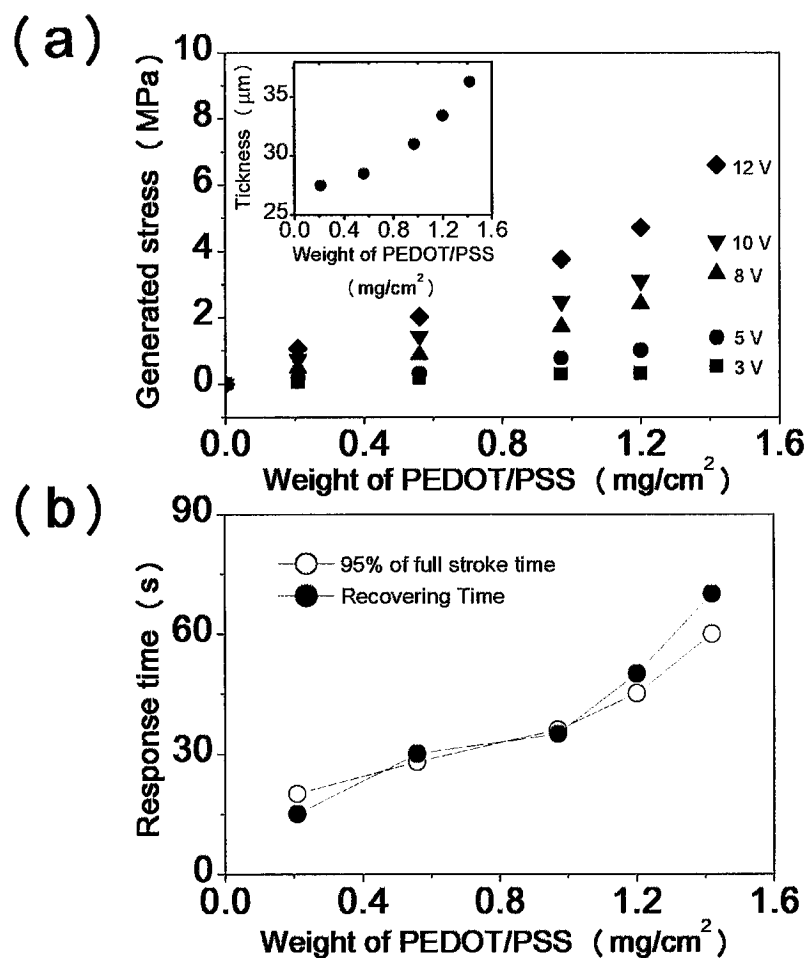 (a)
Generated stress (MPa)
10
8
6
4
2
0
0.0 0.4 0.8 1.2 1.6
Weight of PEDOT/PSS (mg/cm²)
Tickness (μm)
35
30
25
0.0 0.4 0.8 1.2 1.6
Weight of PEDOT/PSS
(mg/cm²)
12 V
10 V
8 V
5 V
3 V
(b)
Response time (s)
90
60
30
0
95% of full stroke time
Recovering Time
0.0 0.4 0.8 1.2 1.6
Weight of PEDOT/PSS (mg/cm²)